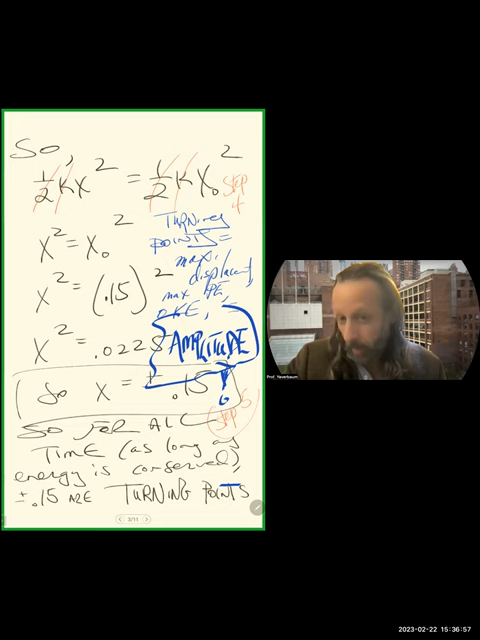 So,
½Kx² = ½Kx₀²
Step 4
x² = x₀²
x² = (.15)²
x² = .0225
So x = ± .15
Turning
points =
max.
displacement,
max PE,
0KE,
AMPLITUDE
(Step 5)
SO FOR ALL
TIME (as long as
energy is conserved),
±.15 ARE TURNING POINTS
3/11
Prof. Yaverbaum
2023-02-22 15:36:57